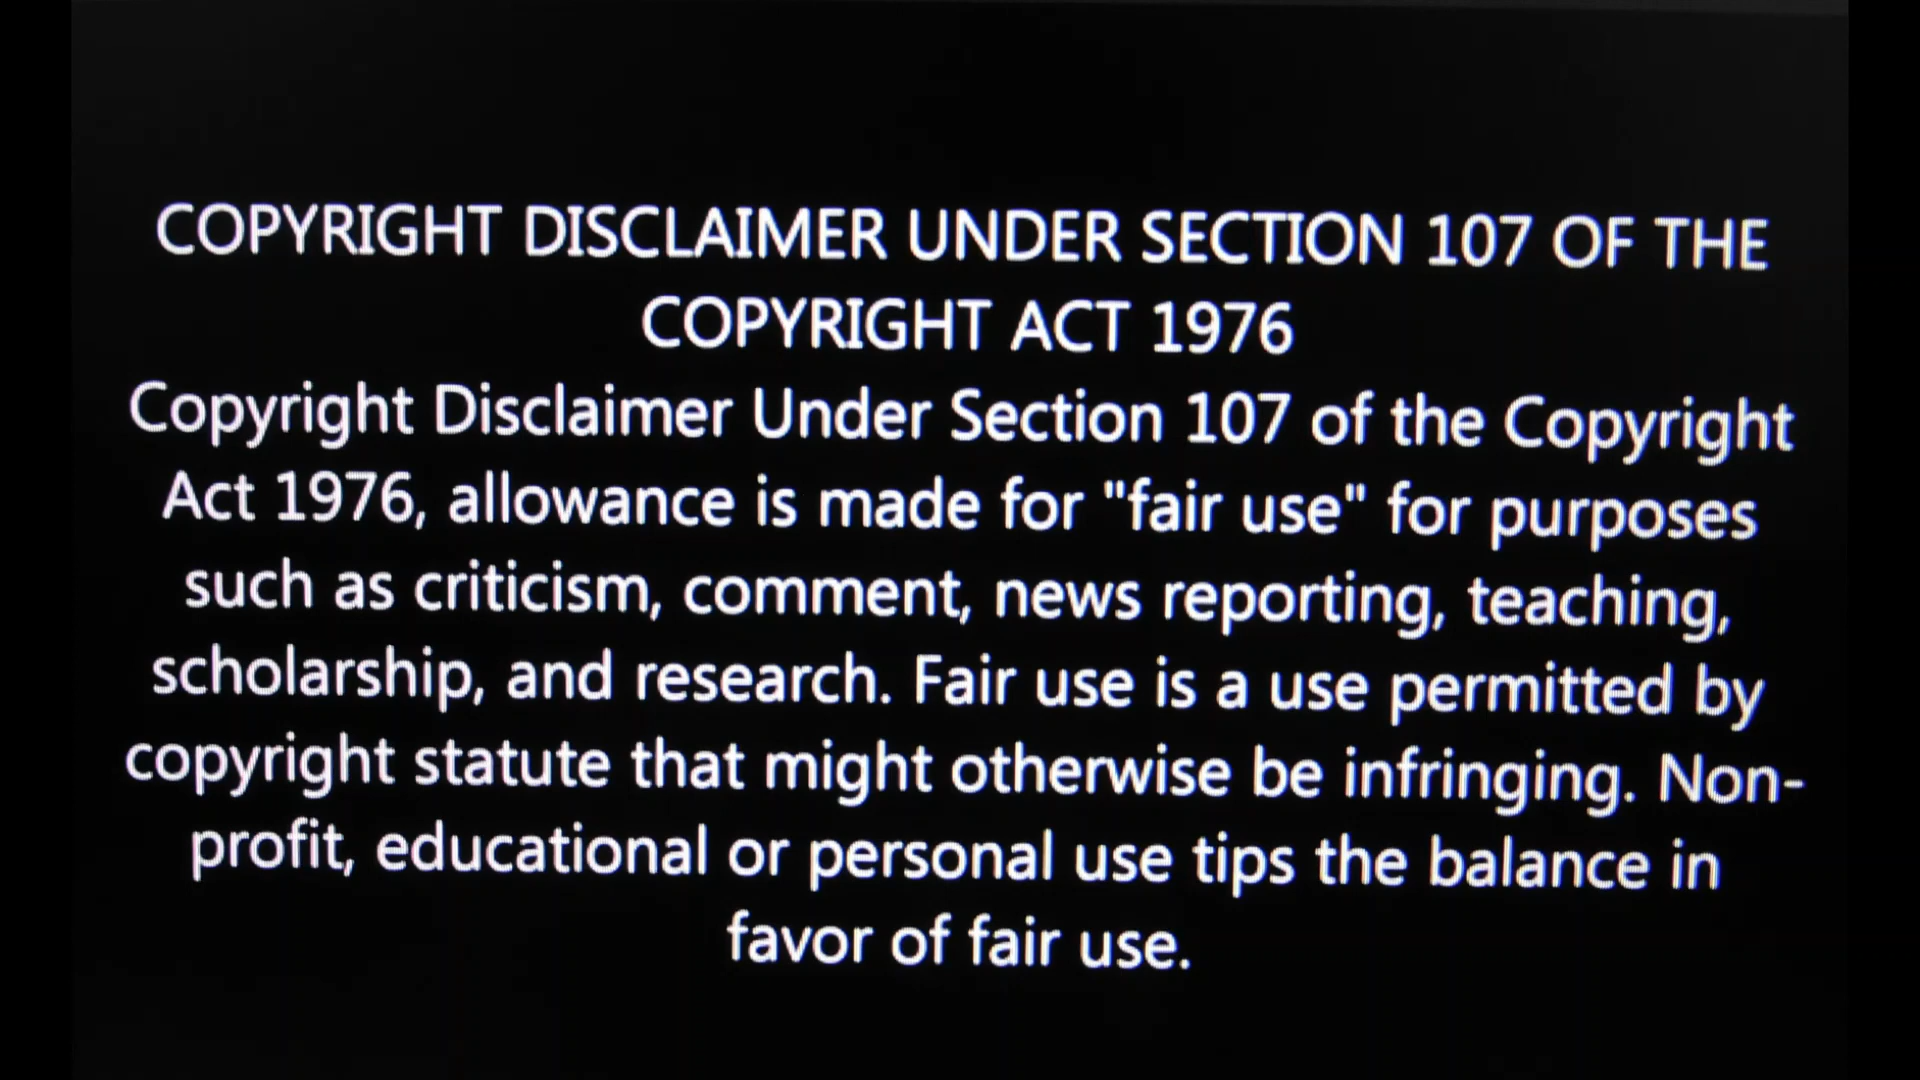 COPYRIGHT DISCLAIMER UNDER SECTION 107 OF THE
COPYRIGHT ACT 1976
Copyright Disclaimer Under Section 107 of the Copyright
Act 1976, allowance is made for "fair use" for purposes
such as criticism, comment, news reporting, teaching,
scholarship, and research. Fair use is a use permitted by
copyright statute that might otherwise be infringing. Non-
profit, educational or personal use tips the balance in
favor of fair use.